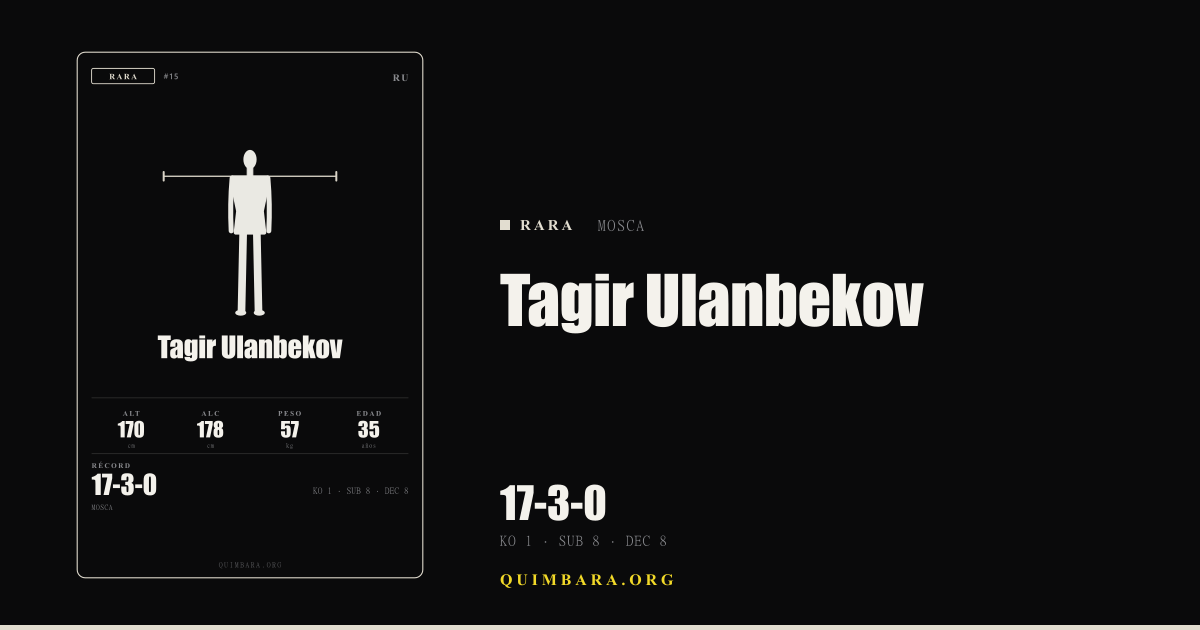 RARA #15 RU
Tagir Ulanbekov
ALT ALC PESO EDAD
170 178 57 35
cm cm kg años
RÉCORD
17-3-0
KO 1 · SUB 8 · DEC 8
MOSCA
QUIMBARA.ORG
RARA MOSCA
Tagir Ulanbekov
17-3-0
KO 1 · SUB 8 · DEC 8
QUIMBARA.ORG